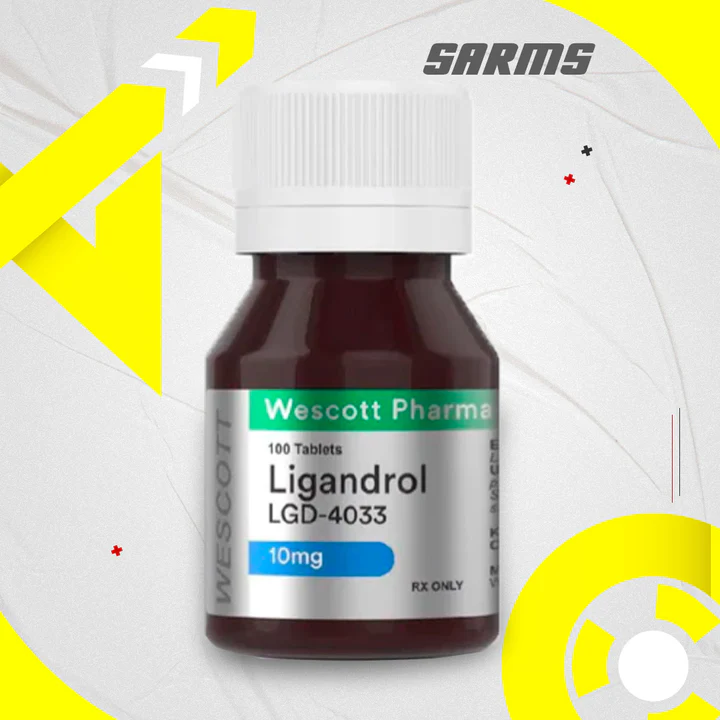 SARMS
Wescott Pharma
100 Tablets
Ligandrol
LGD-4033
10mg
RX ONLY
WESCOTT